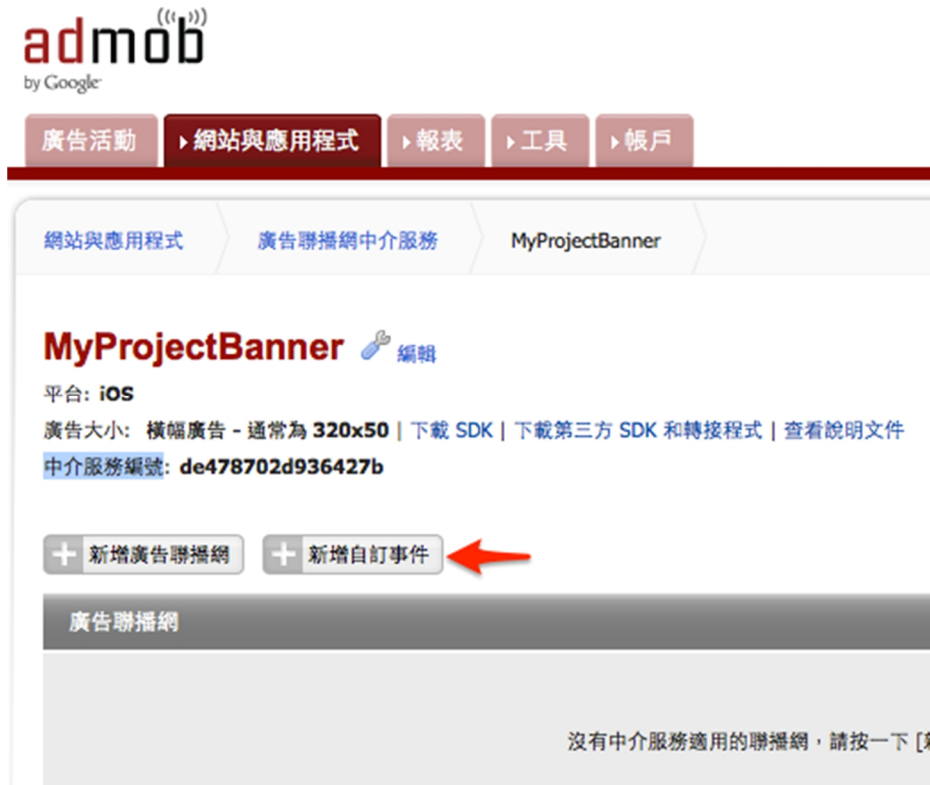 admob
by Google
廣告活動 網站與應用程式 報表 工具 帳戶
網站與應用程式 廣告聯播網中介服務 MyProjectBanner
MyProjectBanner 編輯
平台: iOS
廣告大小: 橫幅廣告 - 通常為 320x50 | 下載 SDK | 下載第三方 SDK 和轉接程式 | 查看說明文件
中介服務編號: de478702d936427b
新增廣告聯播網 新增自訂事件
廣告聯播網
沒有中介服務適用的聯播網，請按一下 [新